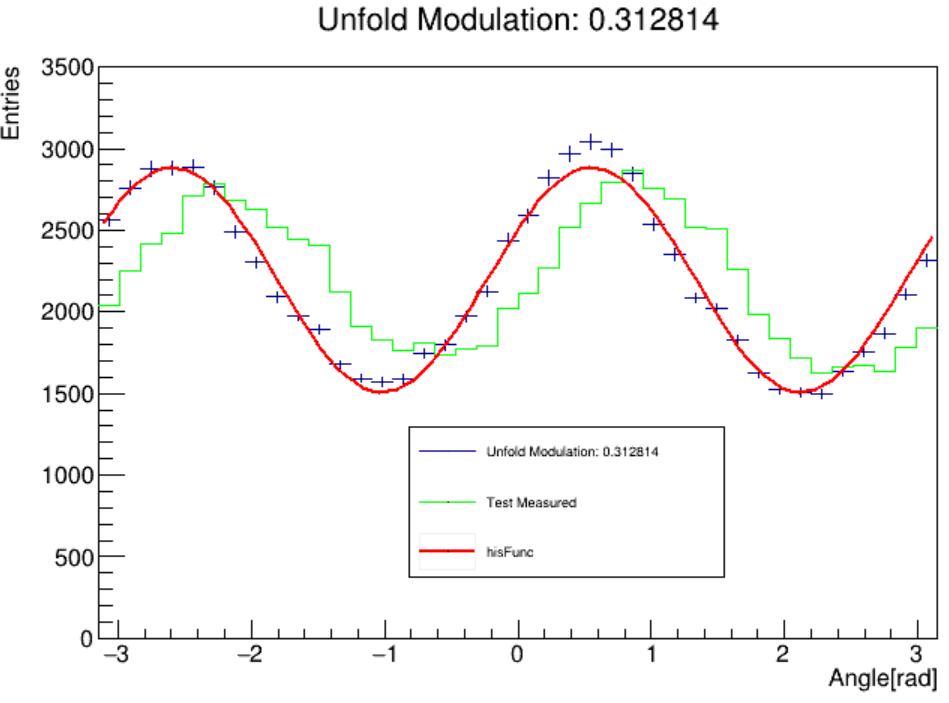 Unfold Modulation: 0.312814
Entries
3500
3000
2500
2000
1500
1000
500
0
Unfold Modulation: 0.312814
Test Measured
hisFunc
−3 −2 −1 0 1 2 3
Angle[rad]